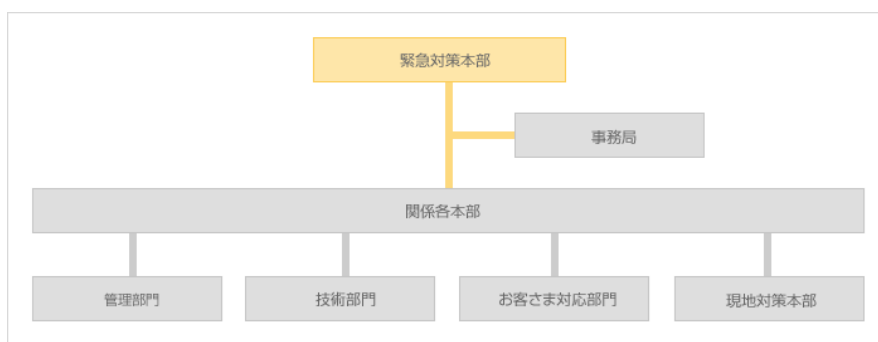 緊急対策本部
事務局
関係各本部
管理部門
技術部門
お客さま対応部門
現地対策本部